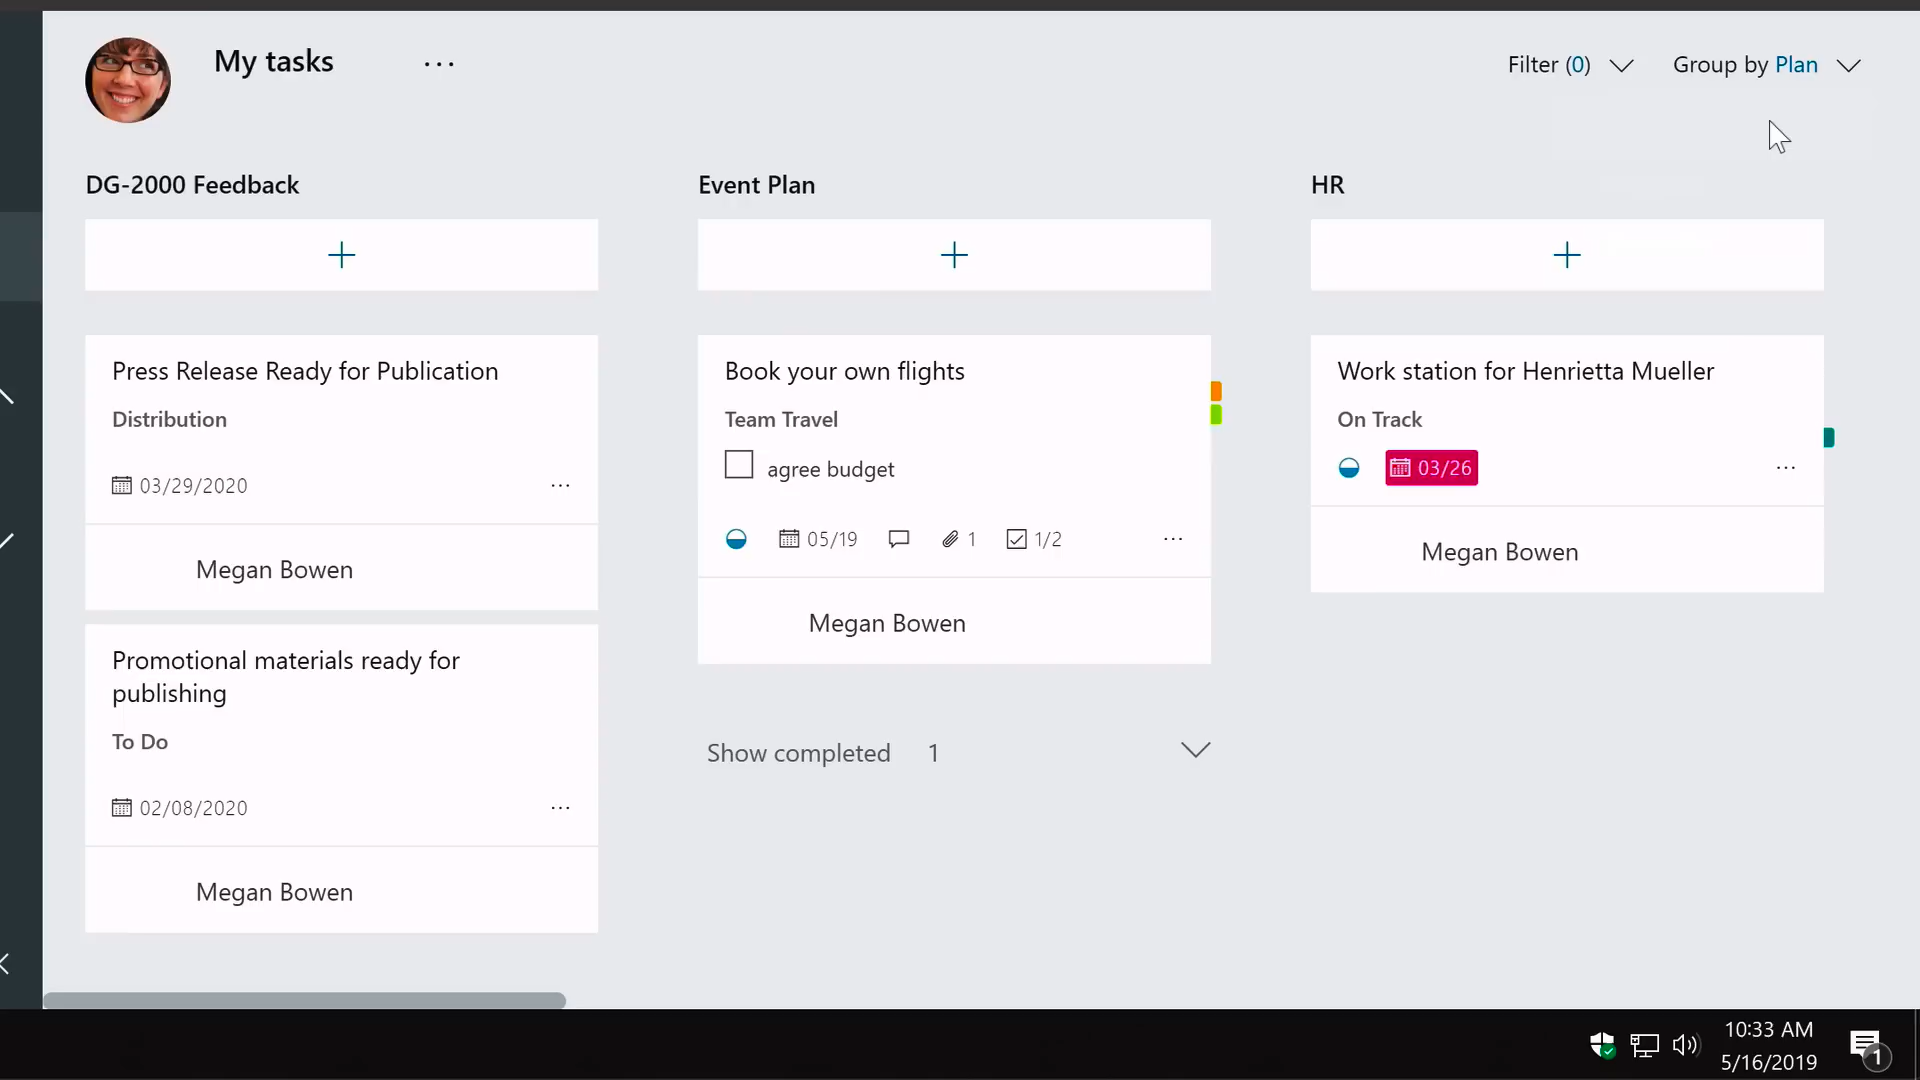 My tasks
Filter (0)
Group by Plan
DG-2000 Feedback
Press Release Ready for Publication
Distribution
03/29/2020
Megan Bowen
Promotional materials ready for
publishing
To Do
02/08/2020
Megan Bowen
Event Plan
Book your own flights
Team Travel
agree budget
05/19 1 1/2
Megan Bowen
Show completed 1
HR
Work station for Henrietta Mueller
On Track
03/26
Megan Bowen
10:33 AM
5/16/2019
1